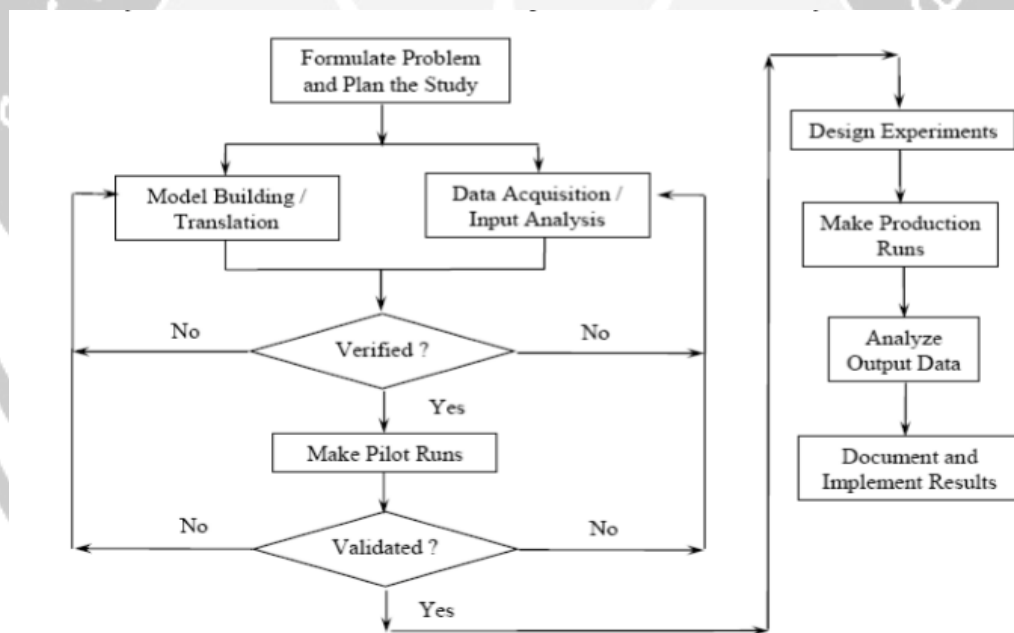 Formulate Problem
and Plan the Study
Model Building /
Translation
Data Acquisition /
Input Analysis
No
Verified ?
No
Yes
Make Pilot Runs
No
Validated ?
No
Yes
Design Experiments
Make Production
Runs
Analyze
Output Data
Document and
Implement Results